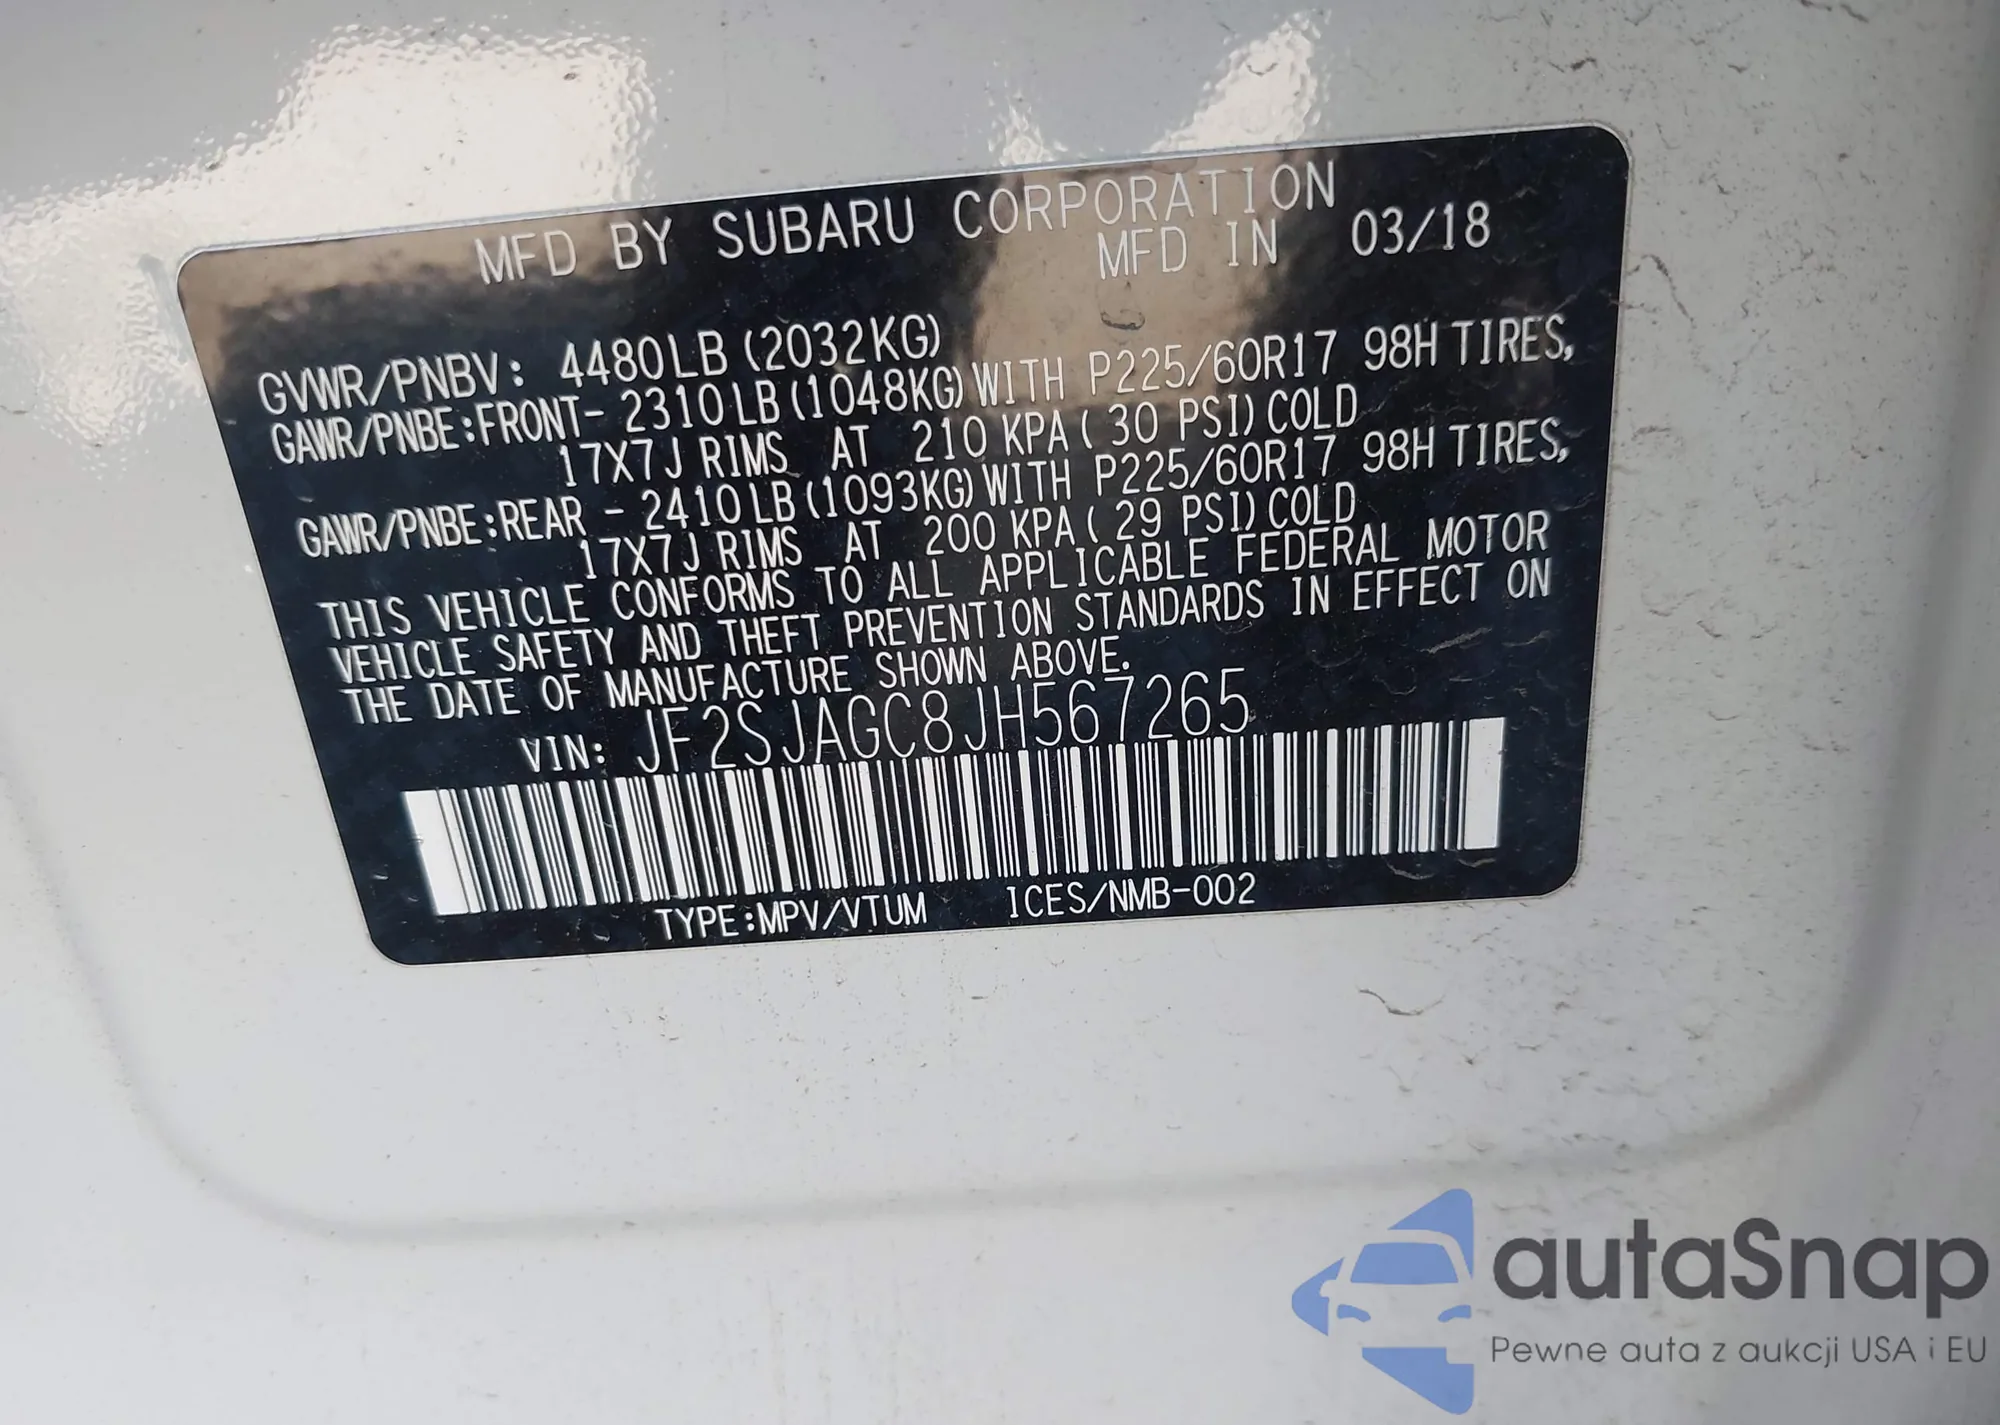 MFD BY SUBARU CORPORATION
MFD IN 03/18
GVWR/PNBV: 4480LB (2032KG)
GAWR/PNBE:FRONT- 2310LB (1048KG) WITH P225/60R17 98H TIRES,
17X7J RIMS AT 210 KPA ( 30 PSI) COLD
GAWR/PNBE:REAR - 2410LB (1093KG) WITH P225/60R17 98H TIRES,
17X7J RIMS AT 200 KPA ( 29 PSI) COLD
THIS VEHICLE CONFORMS TO ALL APPLICABLE FEDERAL MOTOR
VEHICLE SAFETY AND THEFT PREVENTION STANDARDS IN EFFECT ON
THE DATE OF MANUFACTURE SHOWN ABOVE.
VIN: JF2SJAGC8JH567265
TYPE:MPV/VTUM ICES/NMB-002
autaSnap
Pewne auta z aukcji USA i EU